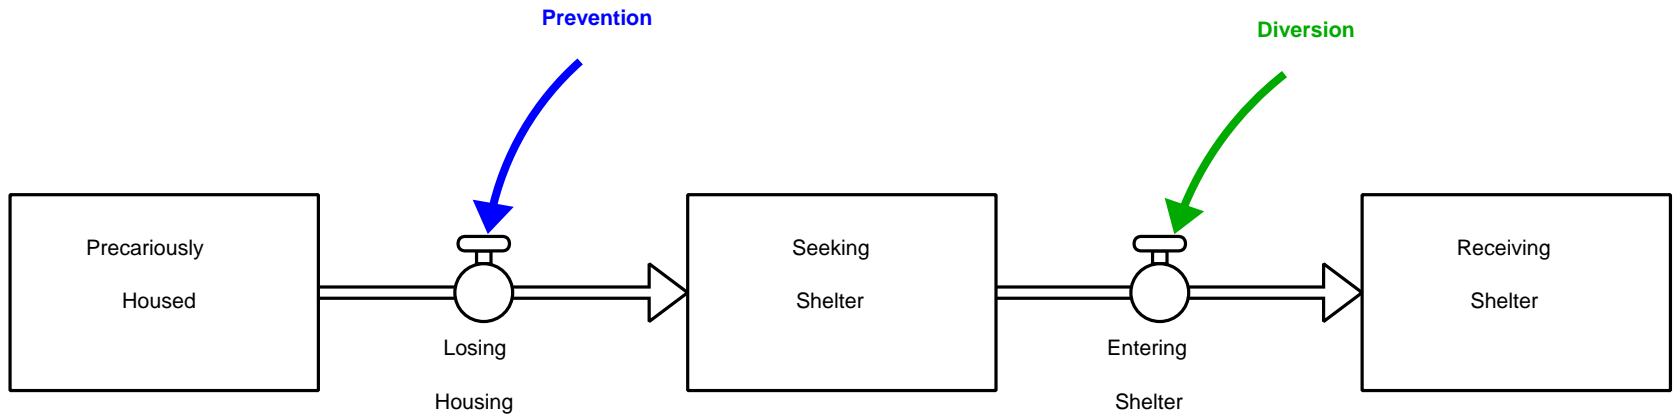 Prevention
Diversion
Precariously
Housed
Losing
Housing
Seeking
Shelter
Entering
Shelter
Receiving
Shelter